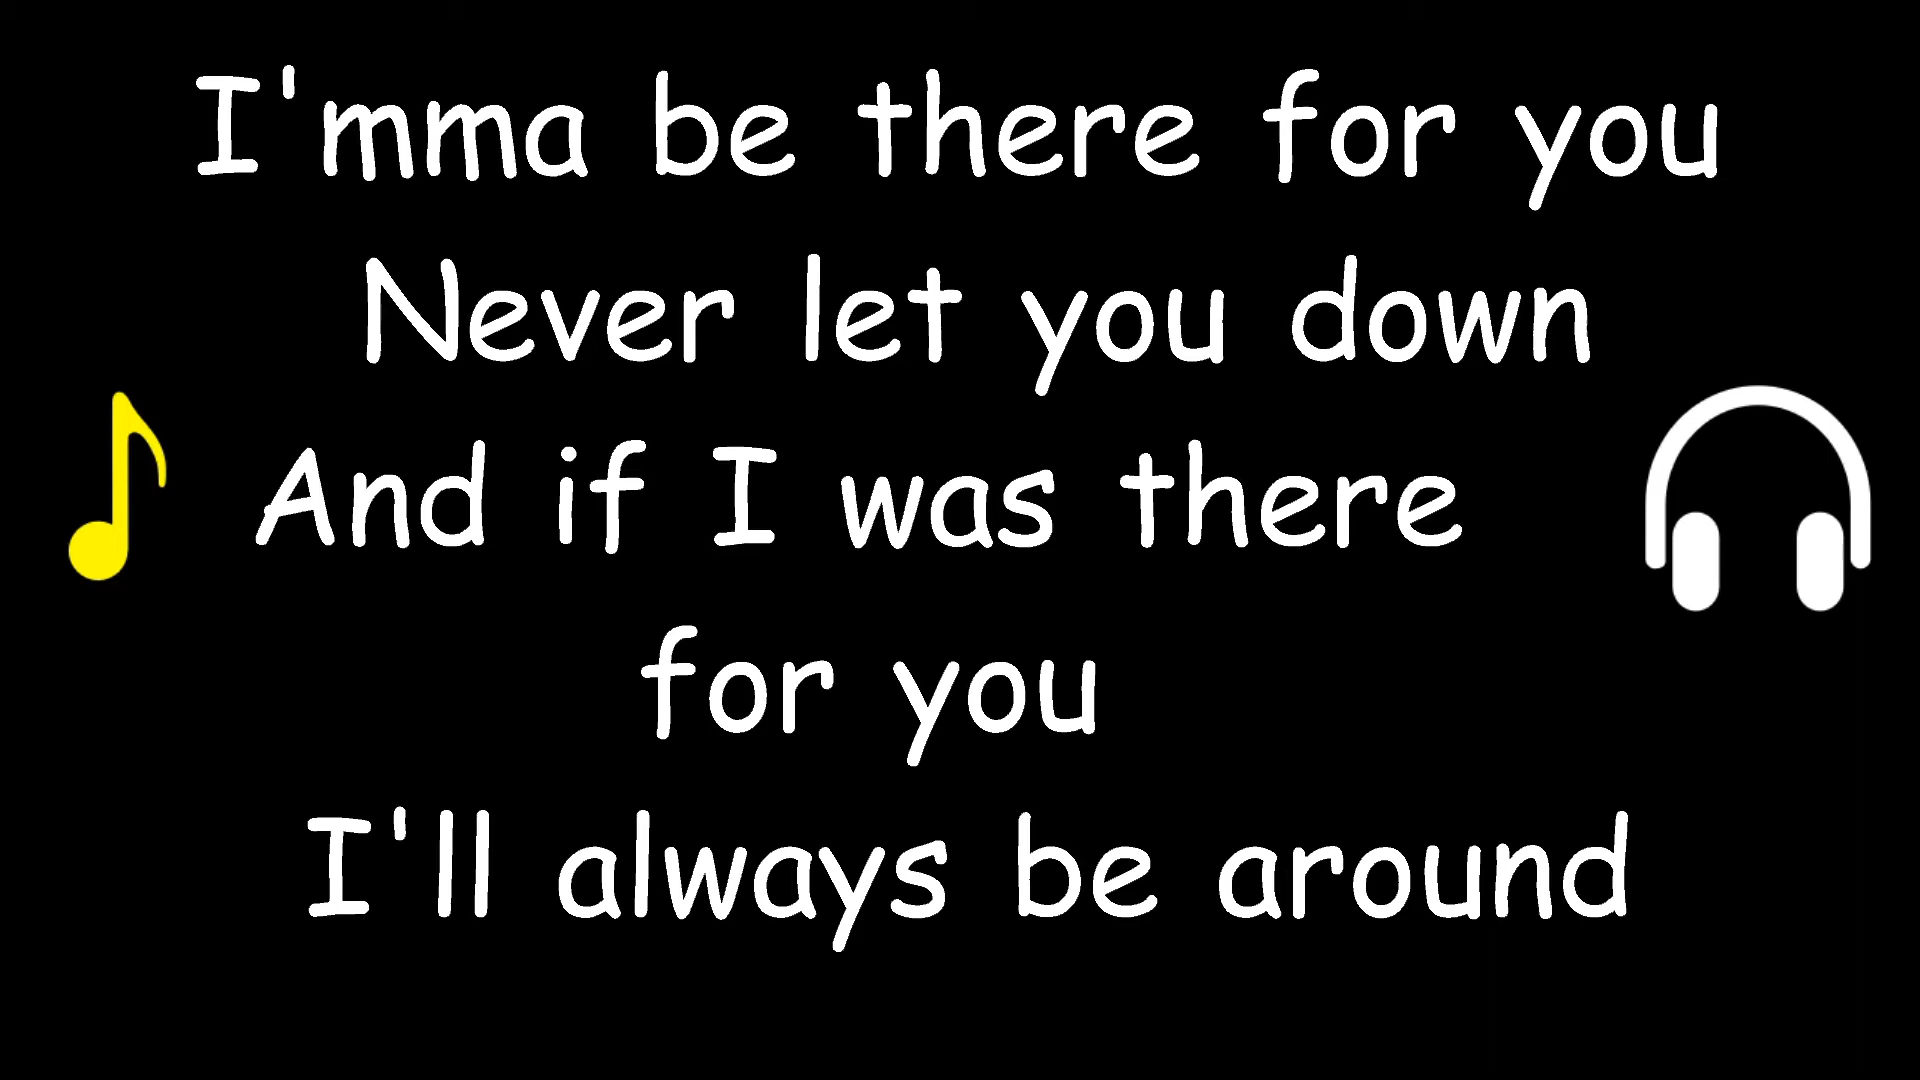 I'mma be there for you
Never let you down
And if I was there
for you
I'll always be around